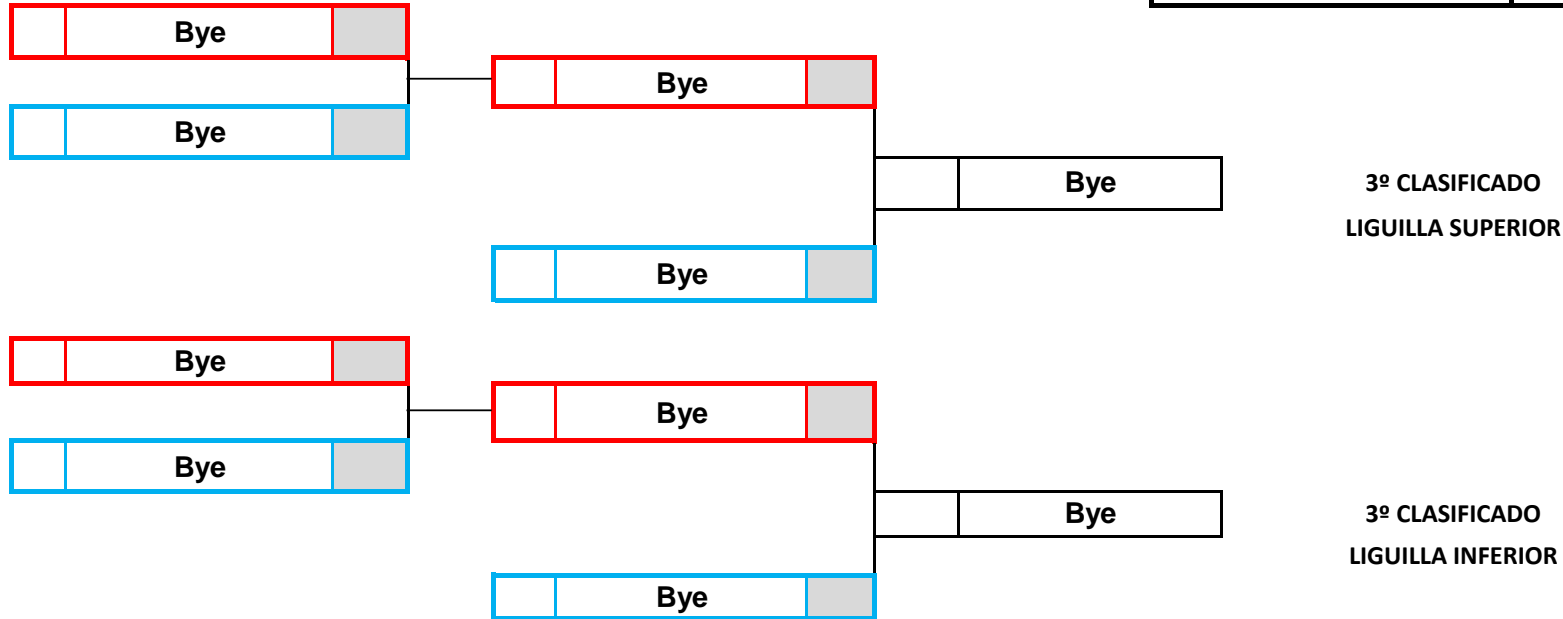 Bye
Bye
Bye
Bye
3º CLASIFICADO
LIGUILLA SUPERIOR
Bye
Bye
Bye
Bye
Bye
3º CLASIFICADO
LIGUILLA INFERIOR
Bye